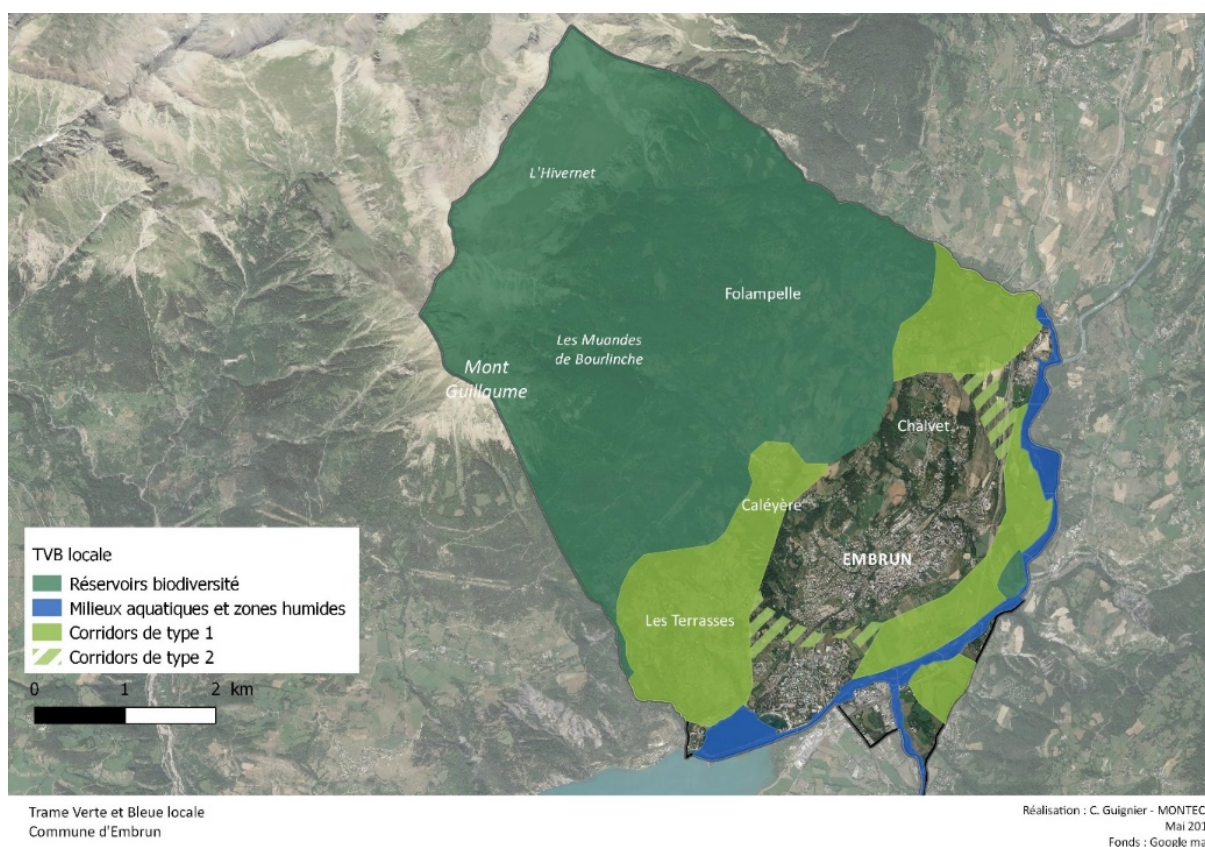 L'Hivernet
Folampelle
Les Muandes
de Bourlinche
Mont
Guillaume
Chalvet
Caléyère
EMBRUN
Les Terrasses
TVB locale
Réservoirs biodiversité
Milieux aquatiques et zones humides
Corridors de type 1
Corridors de type 2
0 1 2 km
Trame Verte et Bleue locale
Commune d'Embrun
Réalisation : C. Guignier - MONTEC
Mai 201
Fonds : Google ma